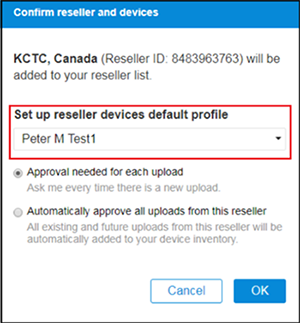 Confirm reseller and devices
KCTC, Canada (Reseller ID: 8483963763) will be
added to your reseller list.
Set up reseller devices default profile
Peter M Test1
Approval needed for each upload
Ask me every time there is a new upload.
Automatically approve all uploads from this reseller
All existing and future uploads from this reseller will be
automatically added to your device inventory.
Cancel
OK